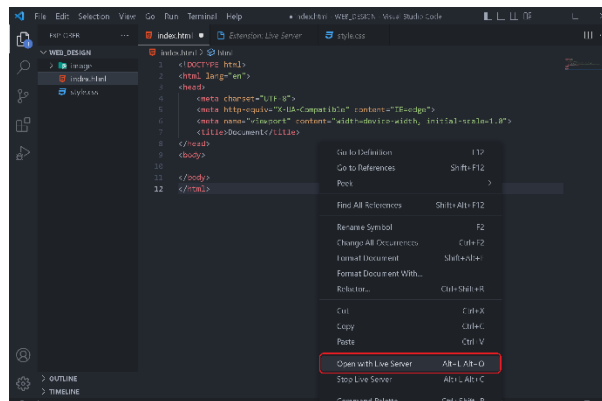 File Edit Selection View Go Run Terminal Help
index.html - WEB_DESIGN - Visual Studio Code
EXPLORER ...
index.html
Extension: Live Server
style.css
WEB_DESIGN
image
index.html
style.css
index.html > html
1 <!DOCTYPE html>
2 <html lang="en">
3 <head>
4 <meta charset="UTF-8">
5 <meta http-equiv="X-UA-Compatible" content="IE=edge">
6 <meta name="viewport" content="width=device-width, initial-scale=1.0">
7 <title>Document</title>
8 </head>
9 <body>
10
11 </body>
12 </html>
Go to Definition F12
Go to References Shift+F12
Peek >
Find All References Shift+Alt+F12
Rename Symbol F2
Change All Occurrences Ctrl+F2
Format Document Shift+Alt+F
Format Document With...
Refactor... Ctrl+Shift+R
Cut Ctrl+X
Copy Ctrl+C
Paste Ctrl+V
Open with Live Server Alt+L Alt+O
Stop Live Server Alt+L Alt+C
Command Palette... Ctrl+Shift+P
OUTLINE
TIMELINE